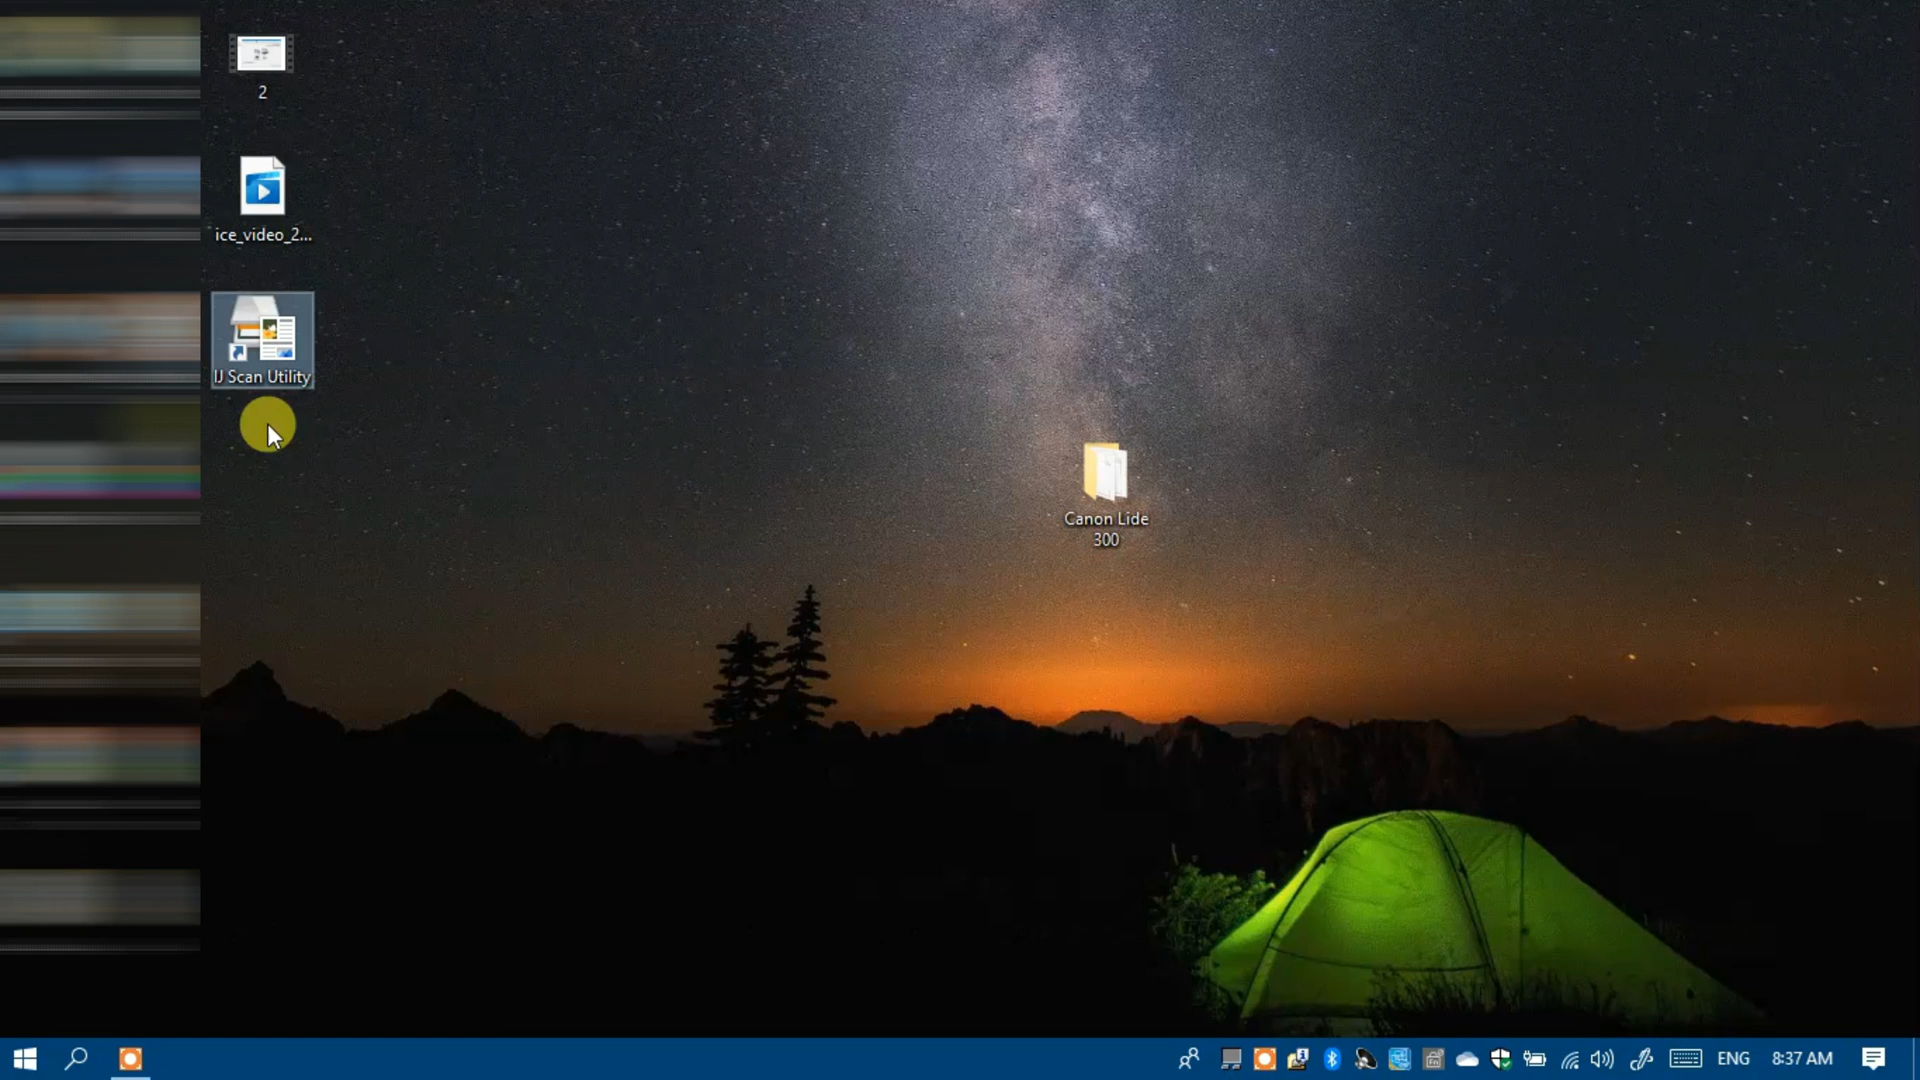 2
ice_video_2...
IJ Scan Utility
Canon Lide
300
ENG
8:37 AM